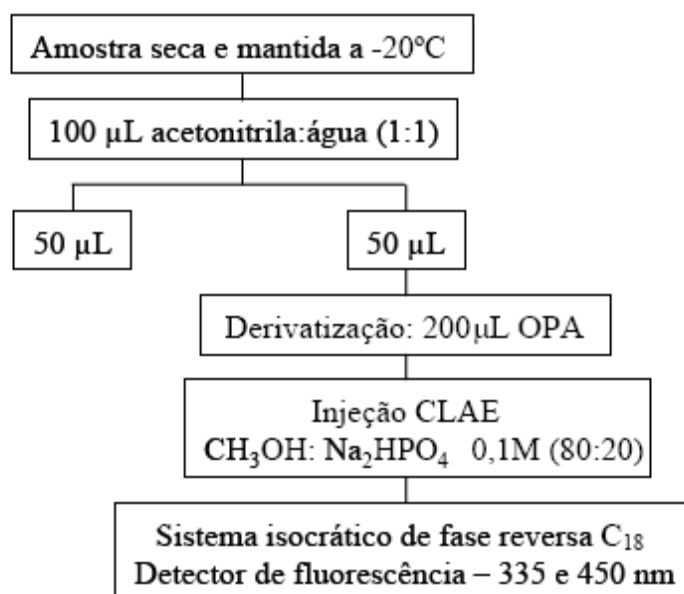 Amostra seca e mantida a -20ºC
100 µL acetonitrila:água (1:1)
50 µL
50 µL
Derivatização: 200µL OPA
Injeção CLAE
CH₃OH: Na₂HPO₄ 0,1M (80:20)
Sistema isocrático de fase reversa C₁₈
Detector de fluorescência – 335 e 450 nm